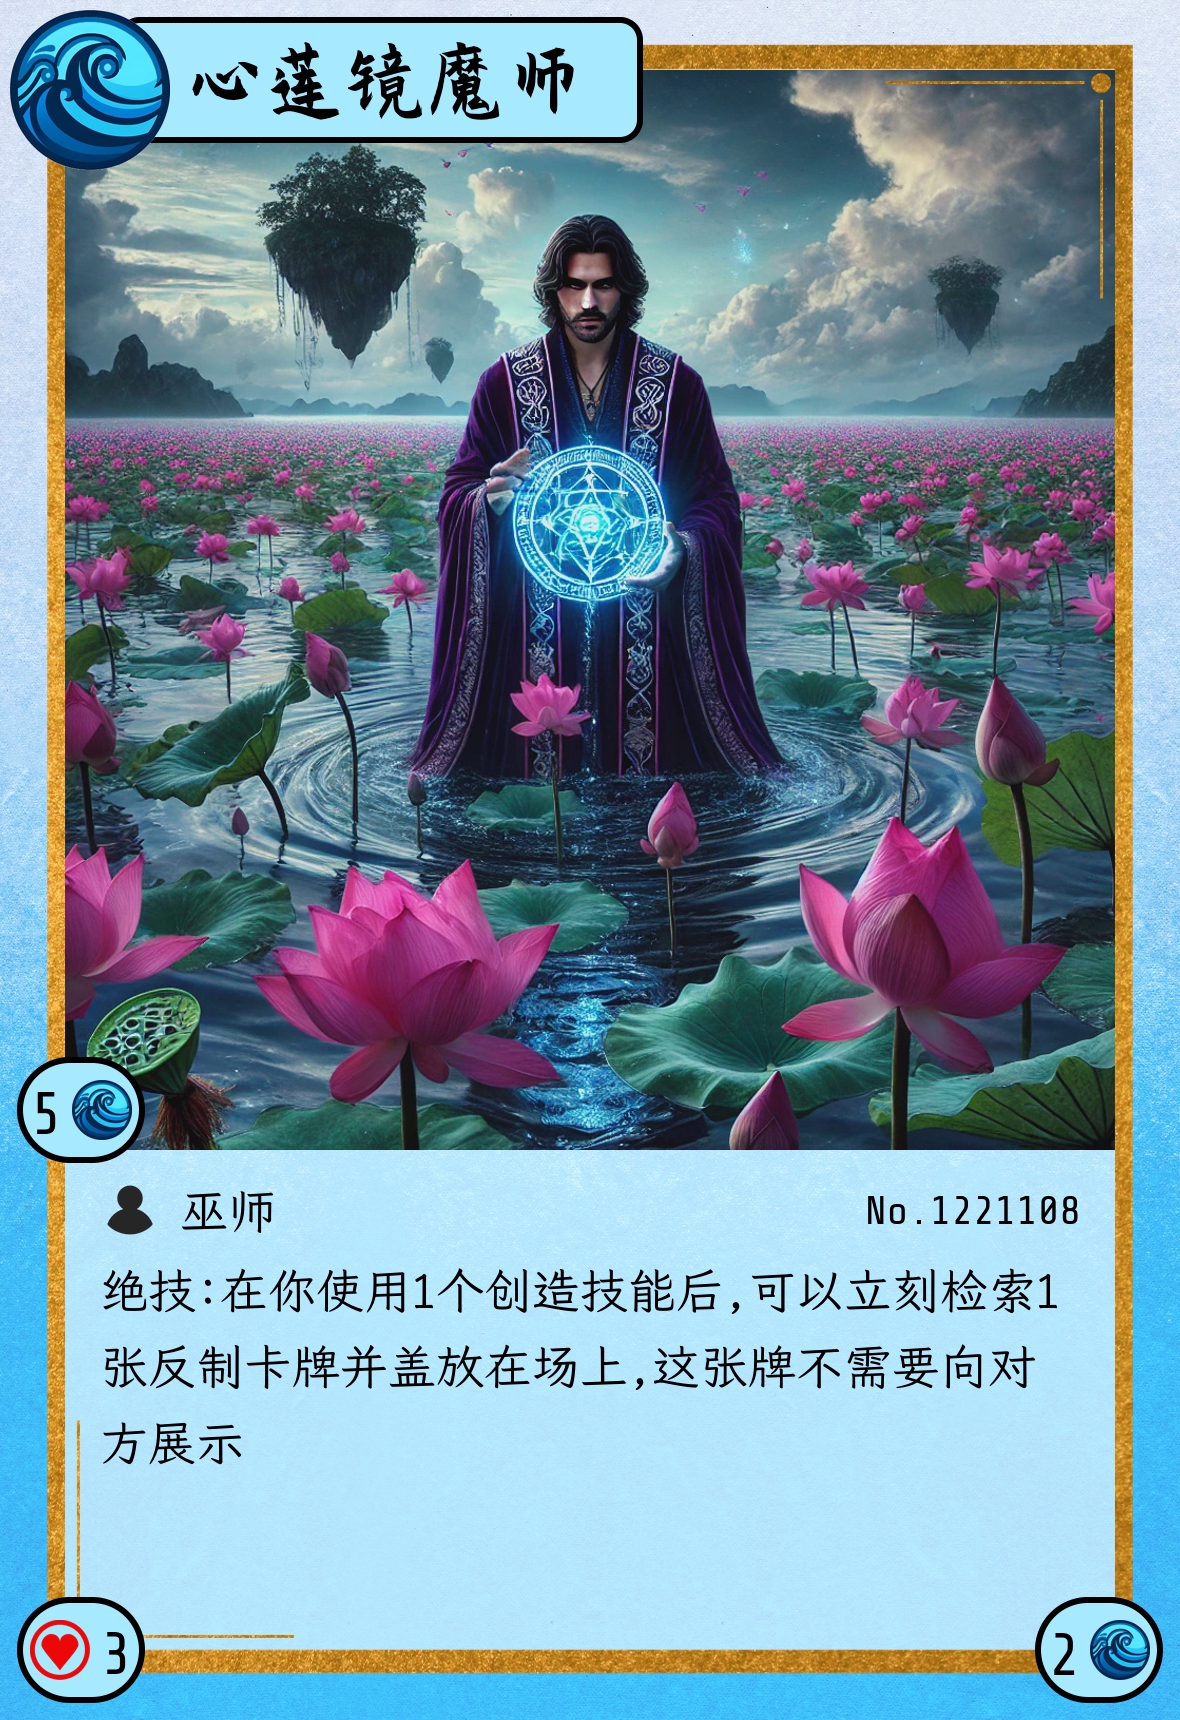 心莲镜魔师
5
巫师
No.1221108
绝技:在你使用1个创造技能后,可以立刻检索1
张反制卡牌并盖放在场上,这张牌不需要向对
方展示
3
2